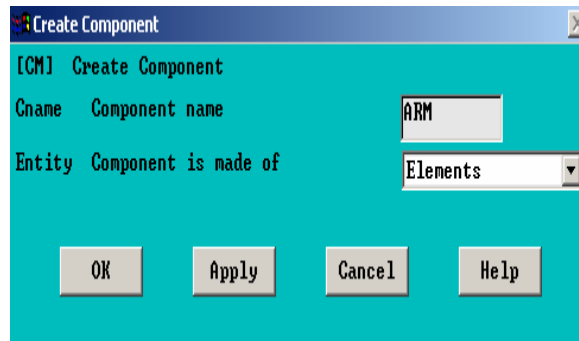 Create Component
[CM] Create Component
Cname Component name ARM
Entity Component is made of Elements
OK Apply Cancel Help